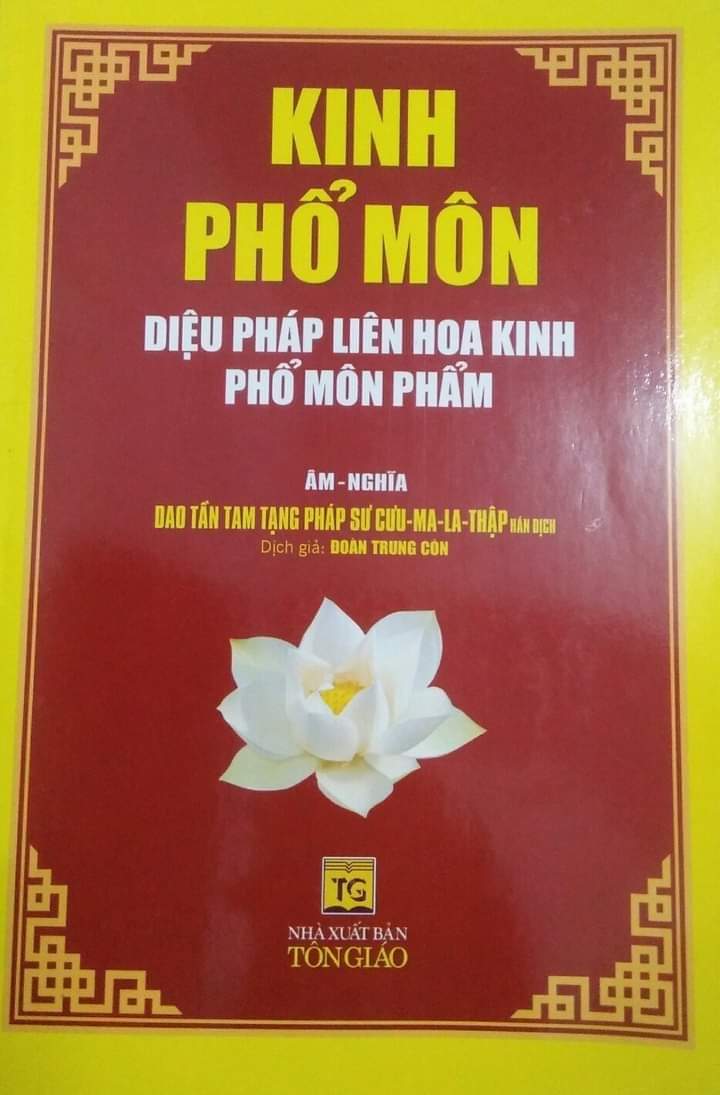 KINH
PHỔ MÔN
DIỆU PHÁP LIÊN HOA KINH
PHỔ MÔN PHẨM
ÂM - NGHĨA
DAO TẦN TAM TẠNG PHÁP SƯ CƯU-MA-LA-THẬP HÁN DỊCH
Dịch giả: ĐOÀN TRUNG CÒN
TG
NHÀ XUẤT BẢN
TÔN GIÁO